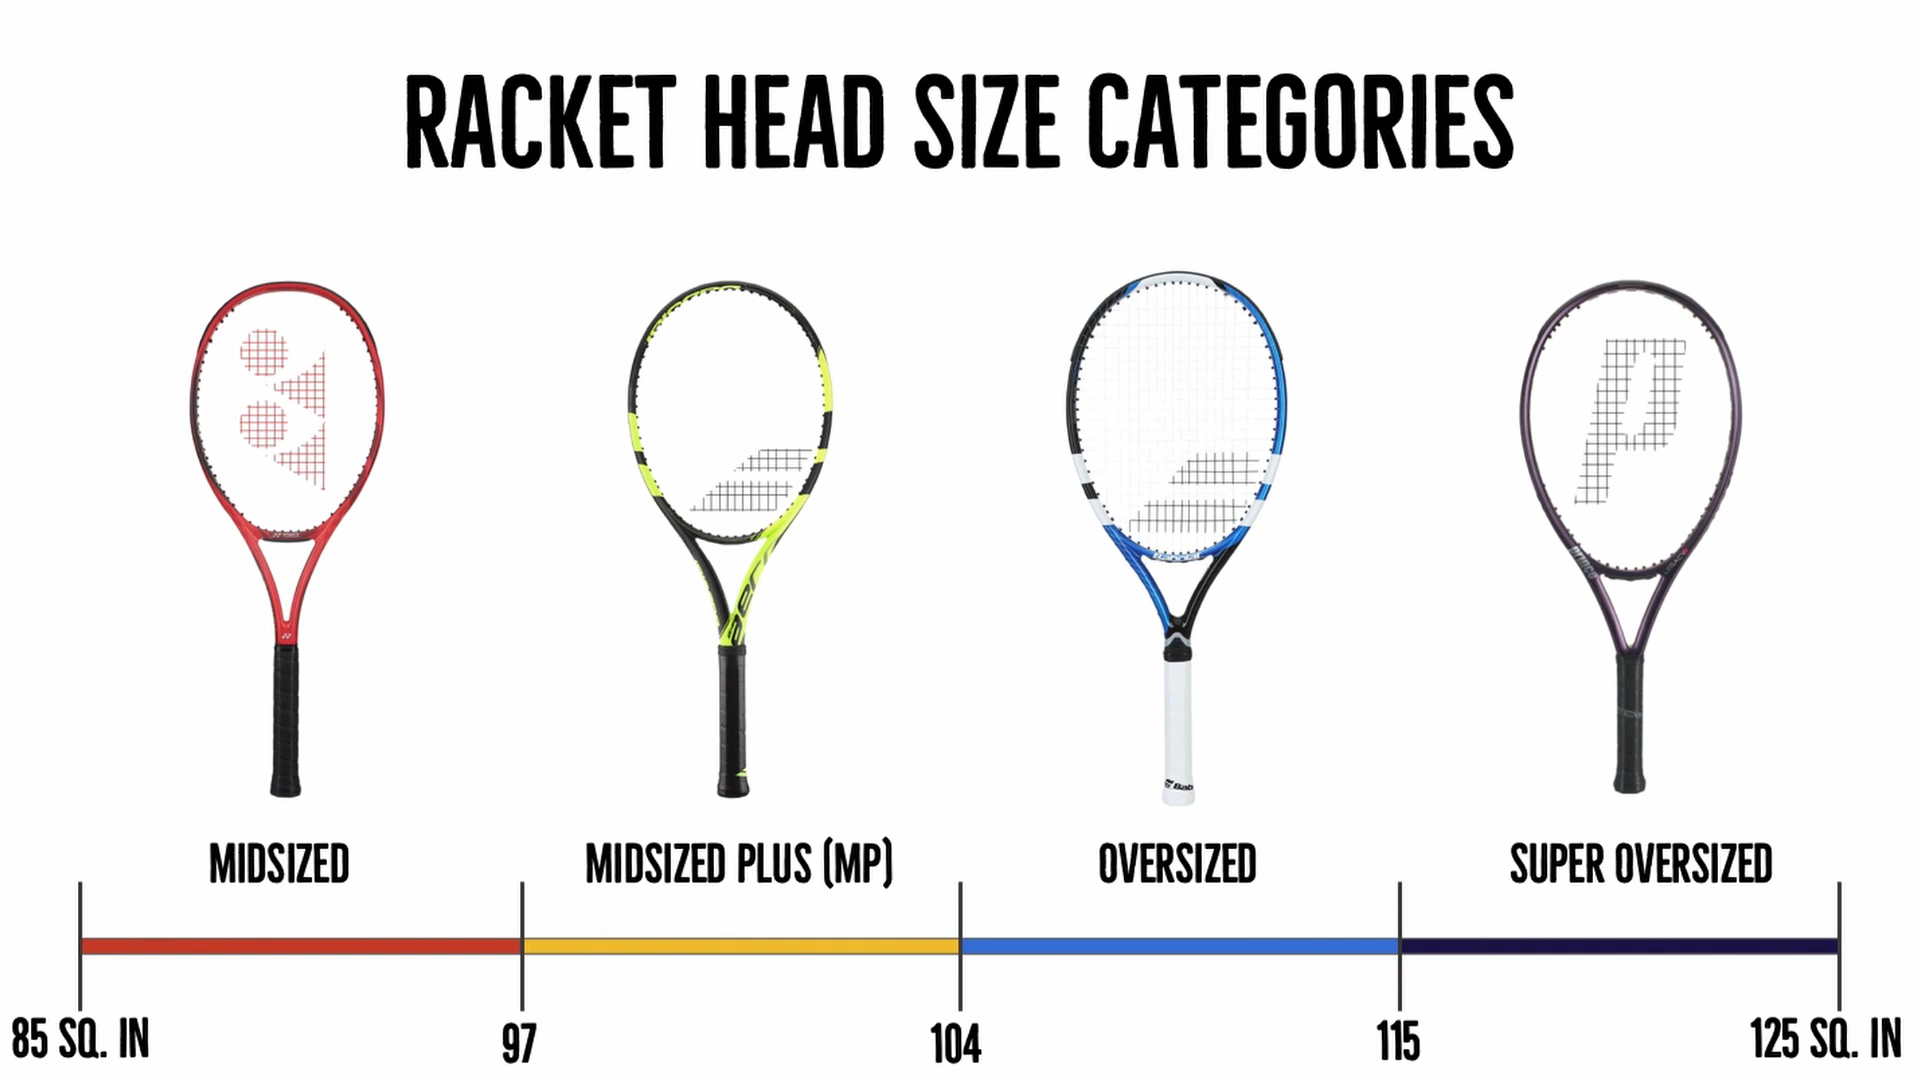 RACKET HEAD SIZE CATEGORIES
MIDSIZED
MIDSIZED PLUS (MP)
OVERSIZED
SUPER OVERSIZED
85 SQ. IN
97
104
115
125 SQ. IN